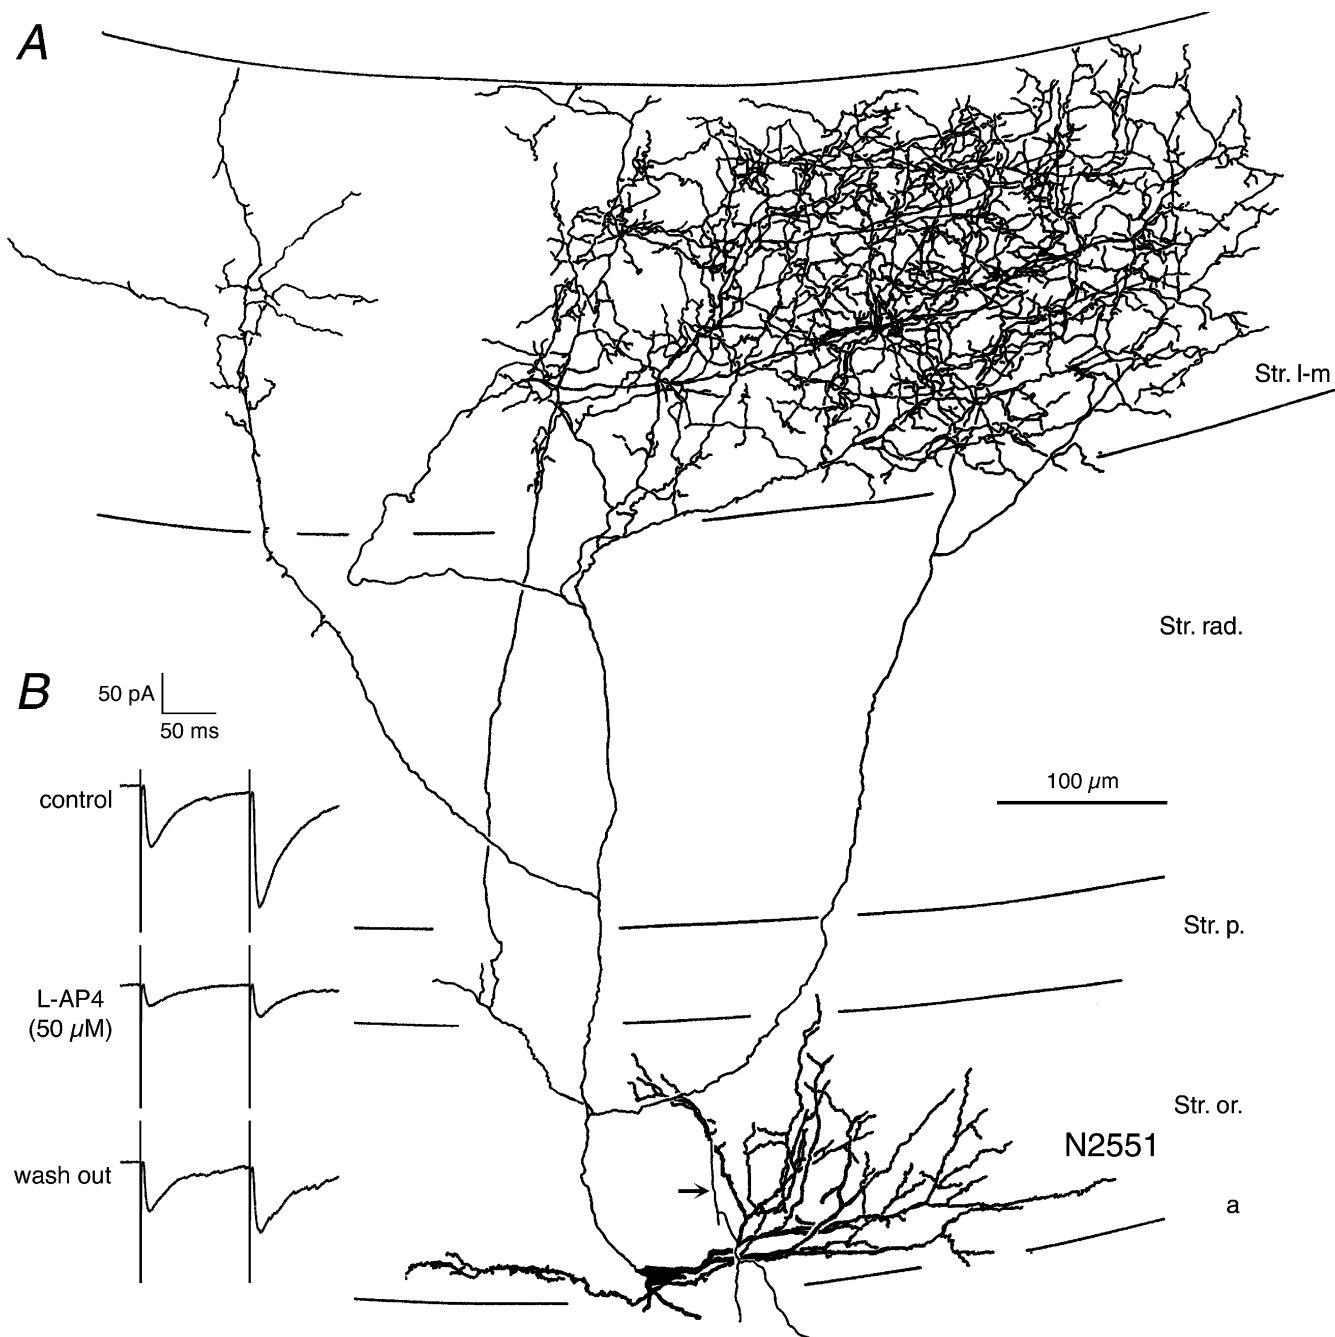 A
Str. l-m
Str. rad.
B
50 pA
50 ms
100 µm
control
Str. p.
L-AP4
(50 µM)
Str. or.
N2551
wash out
a